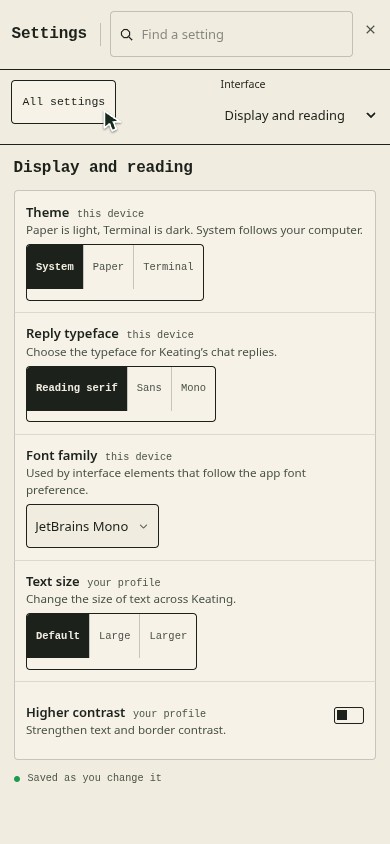 Settings
Find a setting
×
All settings
Interface
Display and reading
Display and reading
Theme this device
Paper is light, Terminal is dark. System follows your computer.
System Paper Terminal
Reply typeface this device
Choose the typeface for Keating’s chat replies.
Reading serif Sans Mono
Font family this device
Used by interface elements that follow the app font
preference.
JetBrains Mono
Text size your profile
Change the size of text across Keating.
Default Large Larger
Higher contrast your profile
Strengthen text and border contrast.
Saved as you change it